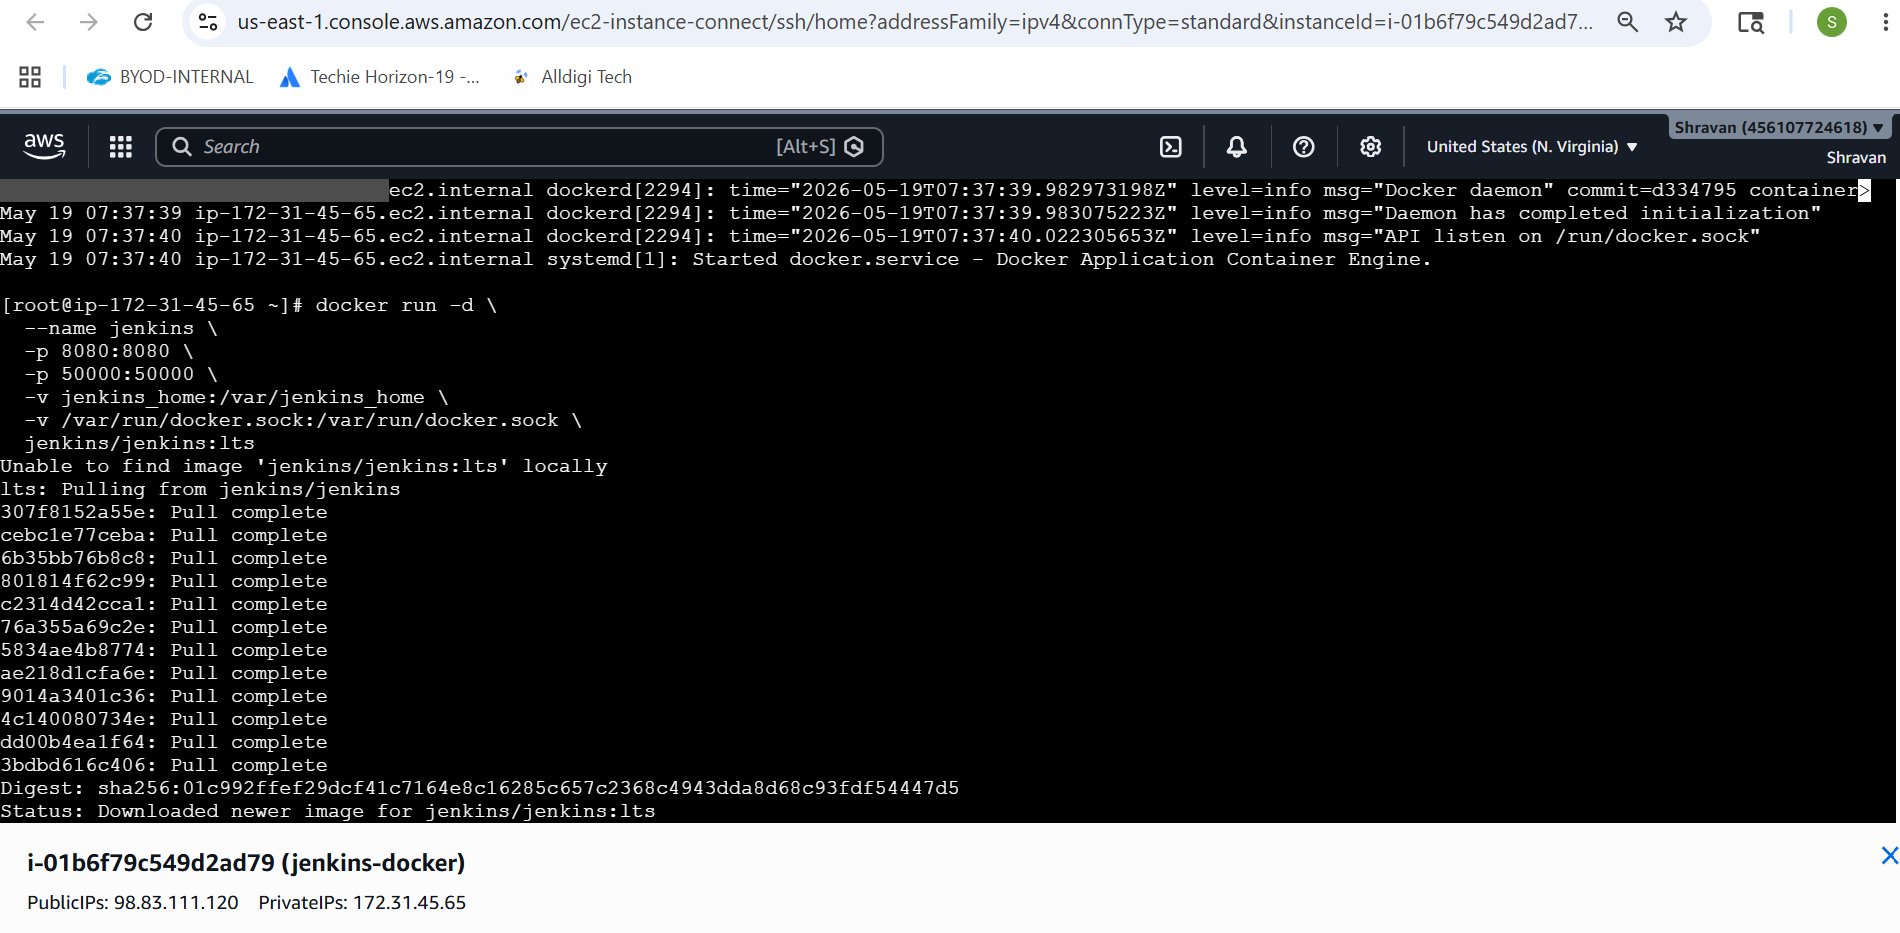 us-east-1.console.aws.amazon.com/ec2-instance-connect/ssh/home?addressFamily=ipv4&connType=standard&instanceId=i-01b6f79c549d2ad7...
S
BYOD-INTERNAL
Techie Horizon-19 -...
Alldigi Tech
aws
Search
[Alt+S]
United States (N. Virginia) ▼
Shravan (456107724618) ▼
Shravan
ec2.internal dockerd[2294]: time="2026-05-19T07:37:39.982973198Z" level=info msg="Docker daemon" commit=d334795 container>
May 19 07:37:39 ip-172-31-45-65.ec2.internal dockerd[2294]: time="2026-05-19T07:37:39.983075223Z" level=info msg="Daemon has completed initialization"
May 19 07:37:40 ip-172-31-45-65.ec2.internal dockerd[2294]: time="2026-05-19T07:37:40.022305653Z" level=info msg="API listen on /run/docker.sock"
May 19 07:37:40 ip-172-31-45-65.ec2.internal systemd[1]: Started docker.service - Docker Application Container Engine.
[root@ip-172-31-45-65 ~]# docker run -d \
--name jenkins \
-p 8080:8080 \
-p 50000:50000 \
-v jenkins_home:/var/jenkins_home \
-v /var/run/docker.sock:/var/run/docker.sock \
jenkins/jenkins:lts
Unable to find image 'jenkins/jenkins:lts' locally
lts: Pulling from jenkins/jenkins
307f8152a55e: Pull complete
cebc1e77ceba: Pull complete
6b35bb76b8c8: Pull complete
801814f62c99: Pull complete
c2314d42cca1: Pull complete
76a355a69c2e: Pull complete
5834ae4b8774: Pull complete
ae218d1cfa6e: Pull complete
9014a3401c36: Pull complete
4c140080734e: Pull complete
dd00b4ea1f64: Pull complete
3bdbd616c406: Pull complete
Digest: sha256:01c992ffef29dcf41c7164e8c16285c657c2368c4943dda8d68c93fdf54447d5
Status: Downloaded newer image for jenkins/jenkins:lts
i-01b6f79c549d2ad79 (jenkins-docker)
PublicIPs: 98.83.111.120 PrivateIPs: 172.31.45.65